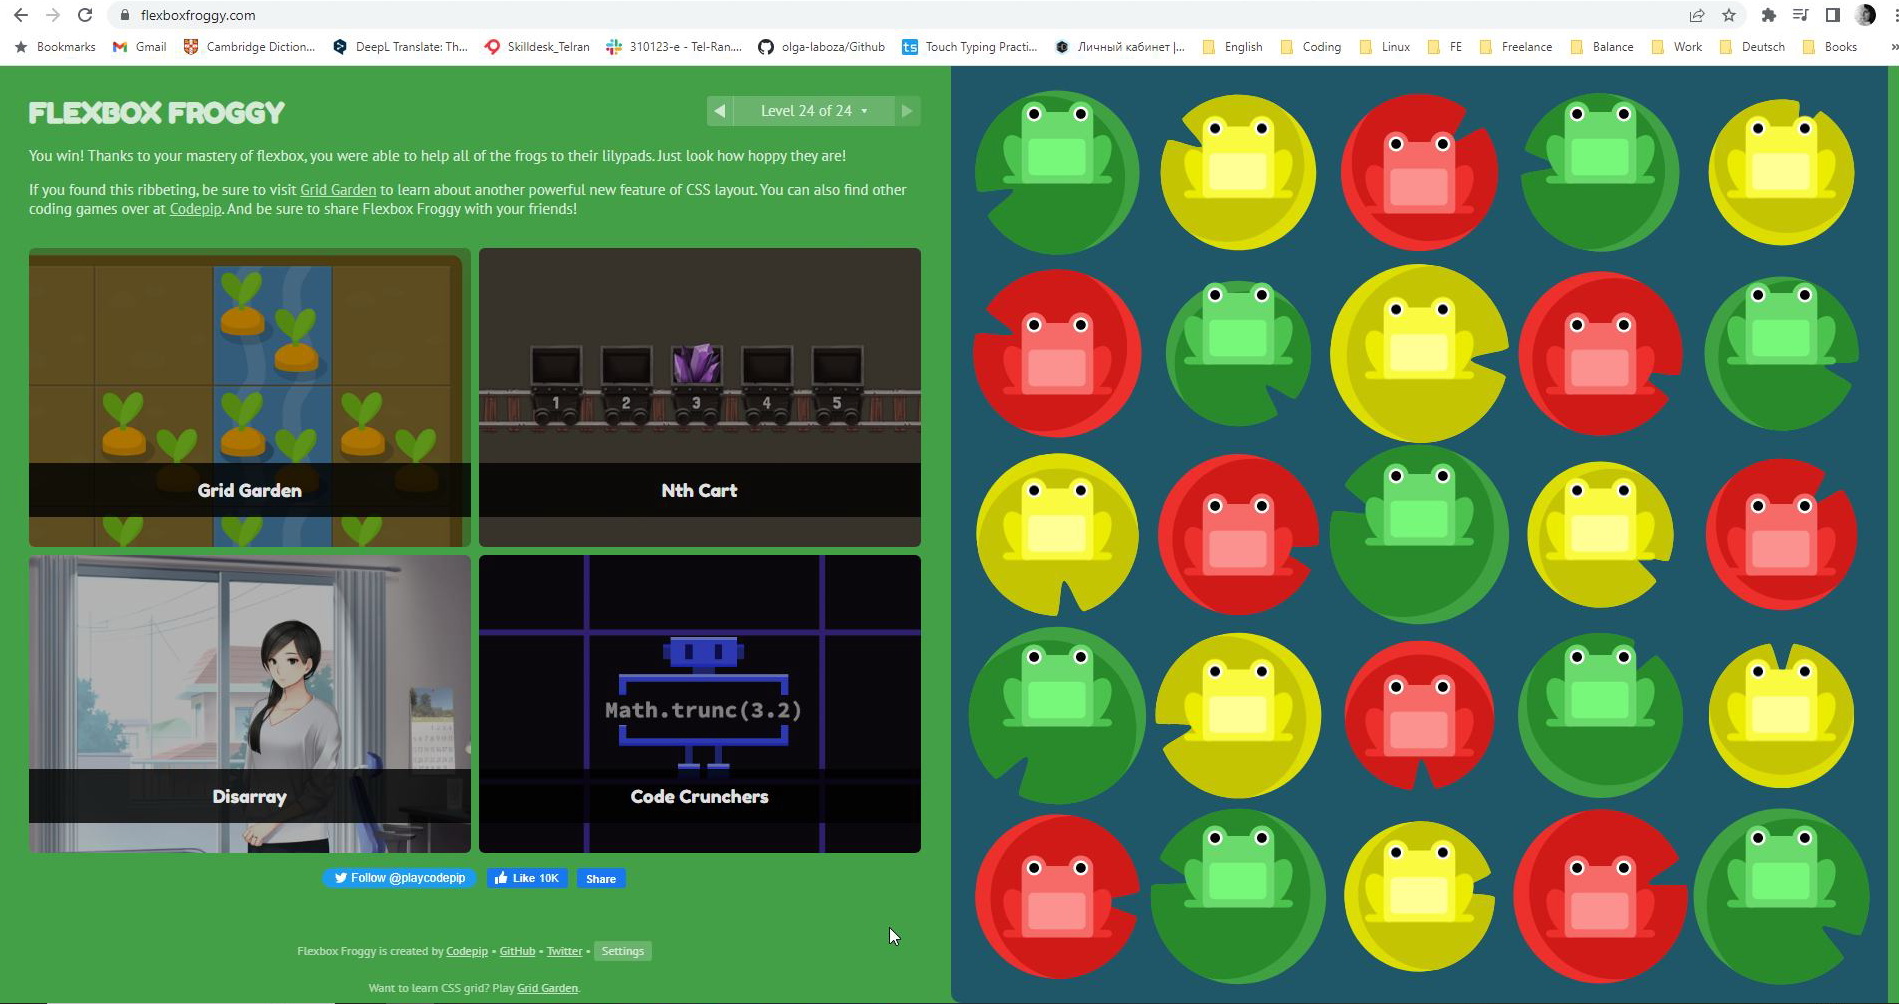 flexboxfroggy.com
Bookmarks Gmail Cambridge Diction... DeepL Translate: Th... Skilldesk_Telran 310123-e - Tel-Ran.... olga-laboza/Github ts Touch Typing Practi... Личный кабинет |... English Coding Linux FE Freelance Balance Work Deutsch Books »
FLEXBOX FROGGY
Level 24 of 24
You win! Thanks to your mastery of flexbox, you were able to help all of the frogs to their lilypads. Just look how hoppy they are!
If you found this ribbeting, be sure to visit Grid Garden to learn about another powerful new feature of CSS layout. You can also find other
coding games over at Codepip. And be sure to share Flexbox Froggy with your friends!
1 2 3 4 5
Grid Garden
Nth Cart
Math.trunc(3.2)
Disarray
Code Crunchers
Follow @playcodepip Like 10K Share
Flexbox Froggy is created by Codepip • GitHub • Twitter • Settings
Want to learn CSS grid? Play Grid Garden.